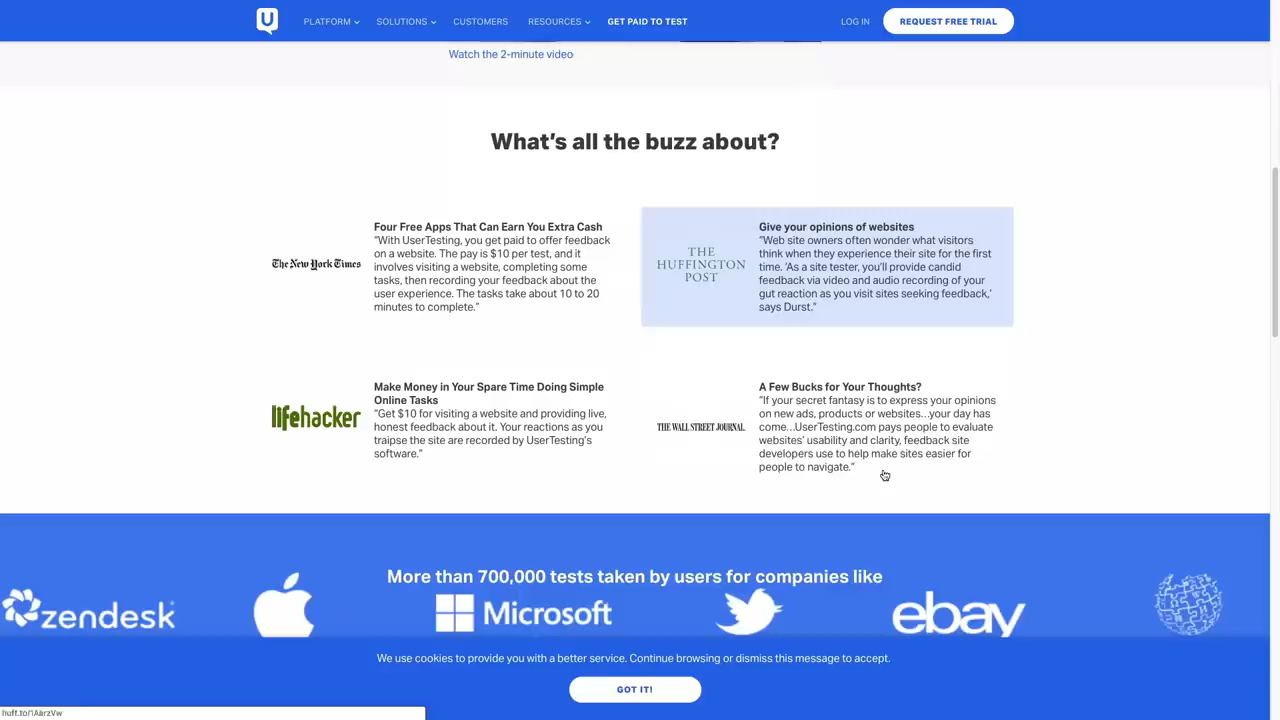 U
PLATFORM
SOLUTIONS
CUSTOMERS
RESOURCES
GET PAID TO TEST
LOG IN
REQUEST FREE TRIAL
Watch the 2-minute video
What's all the buzz about?
The New York Times
Four Free Apps That Can Earn You Extra Cash
“With UserTesting, you get paid to offer feedback
on a website. The pay is $10 per test, and it
involves visiting a website, completing some
tasks, then recording your feedback about the
user experience. The tasks take about 10 to 20
minutes to complete.”
THE
HUFFINGTON
POST
Give your opinions of websites
“Web site owners often wonder what visitors
think when they experience their site for the first
time. ‘As a site tester, you’ll provide candid
feedback via video and audio recording of your
gut reaction as you visit sites seeking feedback,’
says Durst.”
lifehacker
Make Money in Your Spare Time Doing Simple
Online Tasks
“Get $10 for visiting a website and providing live,
honest feedback about it. Your reactions as you
traipse the site are recorded by UserTesting’s
software.”
THE WALL STREET JOURNAL.
A Few Bucks for Your Thoughts?
“If your secret fantasy is to express your opinions
on new ads, products or websites…your day has
come…UserTesting.com pays people to evaluate
websites’ usability and clarity, feedback site
developers use to help make sites easier for
people to navigate.”
More than 700,000 tests taken by users for companies like
zendesk
Microsoft
ebay
We use cookies to provide you with a better service. Continue browsing or dismiss this message to accept.
GOT IT!